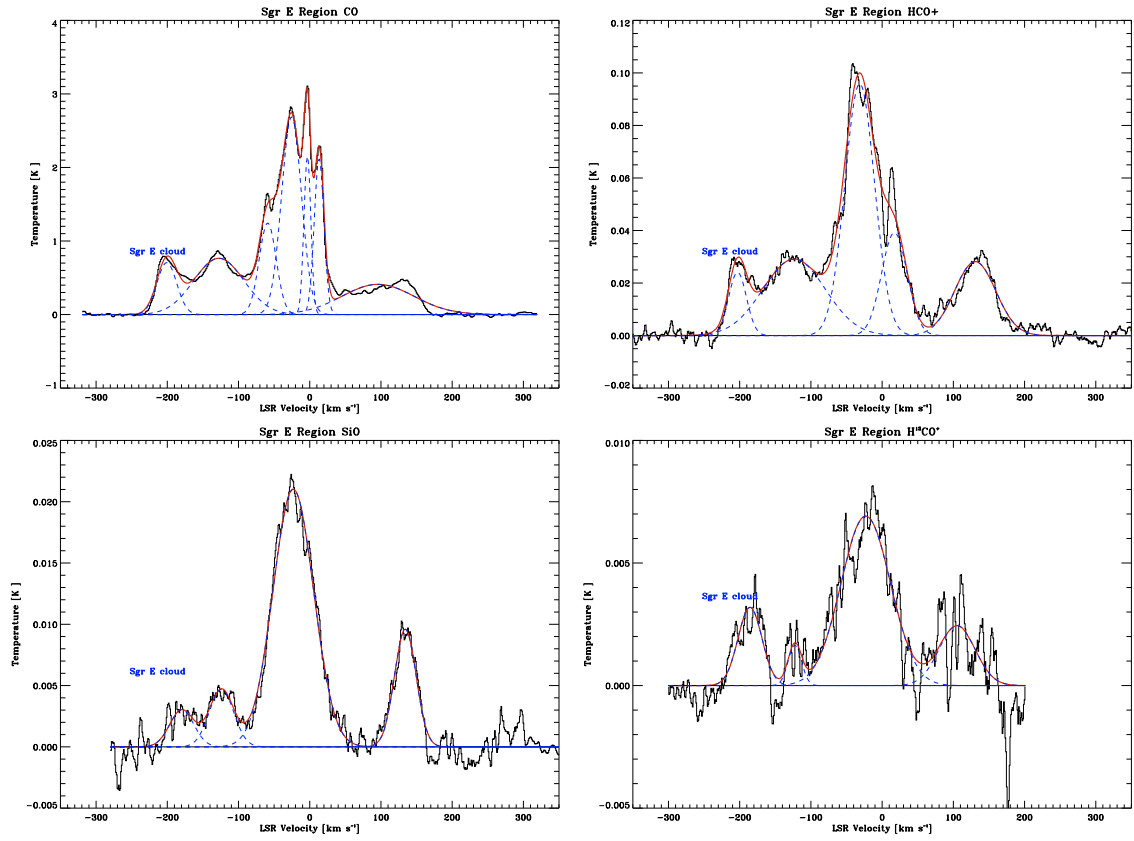 Sgr E Region CO
4
3
2
1
0
−1
Temperature [K]
Sgr E cloud
−300 −200 −100 0 100 200 300
LSR Velocity [km s⁻¹]
Sgr E Region HCO+
0.12
0.10
0.08
0.06
0.04
0.02
0.00
−0.02
Temperature [K]
Sgr E cloud
−300 −200 −100 0 100 200 300
LSR Velocity [km s⁻¹]
Sgr E Region SiO
0.025
0.020
0.015
0.010
0.005
0.000
−0.005
Temperature [K]
Sgr E cloud
−300 −200 −100 0 100 200 300
LSR Velocity [km s⁻¹]
Sgr E Region H¹³CO⁺
0.010
0.005
0.000
−0.005
Temperature [K]
Sgr E cloud
−300 −200 −100 0 100 200 300
LSR Velocity [km s⁻¹]